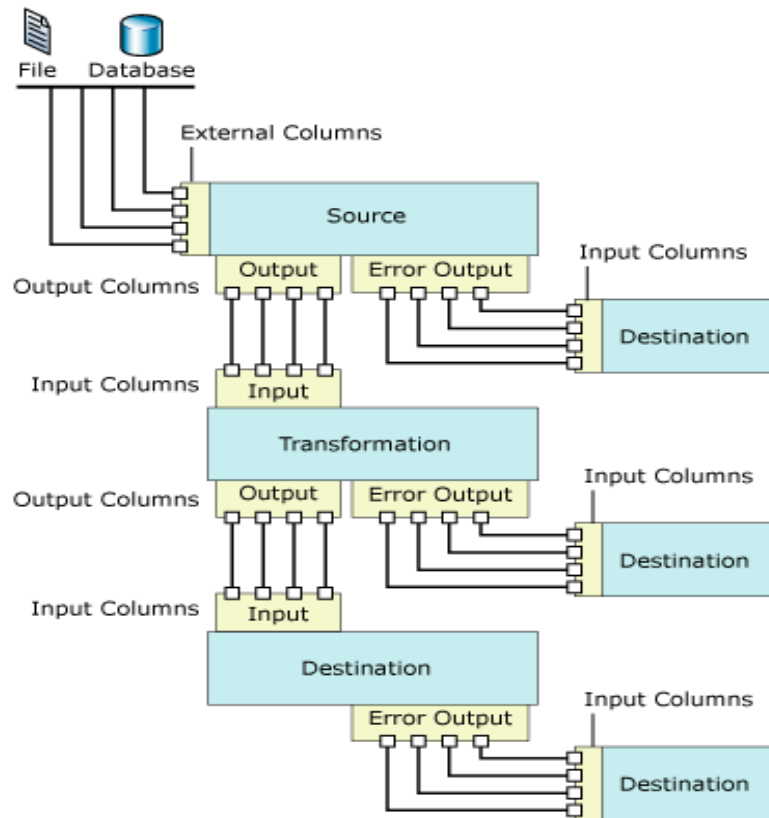 File
Database
External Columns
Source
Output
Error Output
Input Columns
Output Columns
Destination
Input Columns
Input
Transformation
Output
Error Output
Input Columns
Output Columns
Destination
Input Columns
Input
Destination
Error Output
Input Columns
Destination